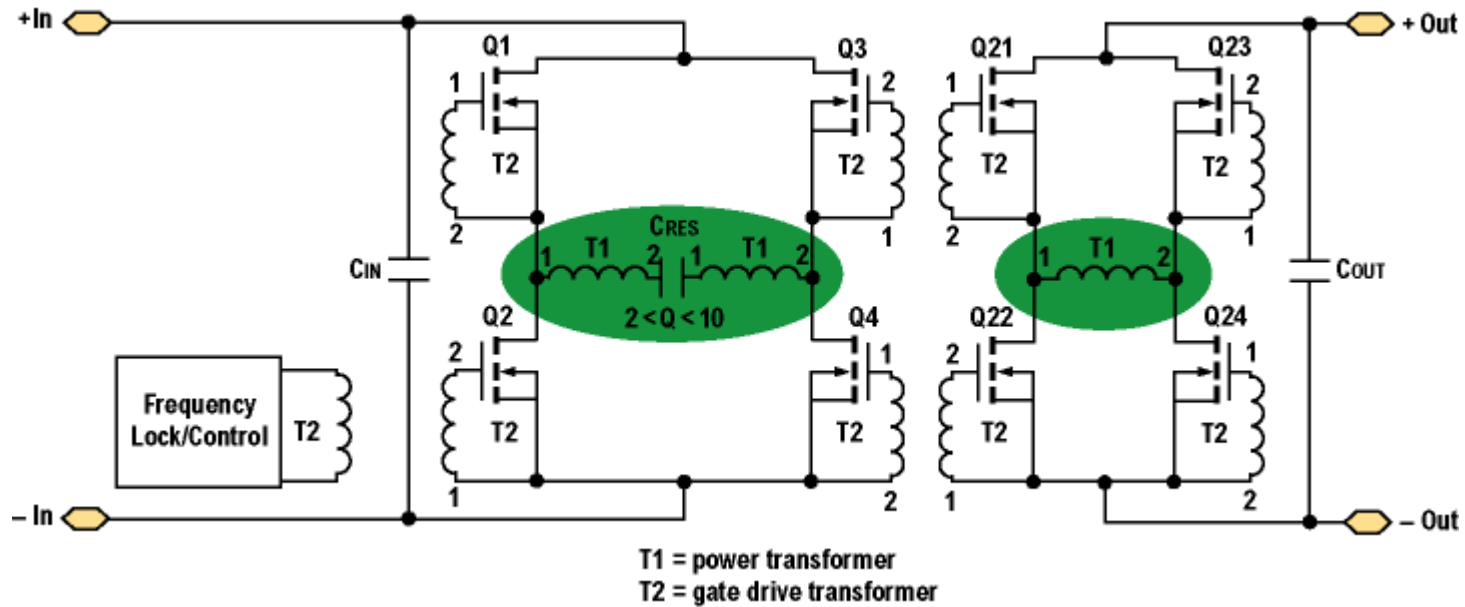 +In
+ Out
Q1
Q3
Q21
Q23
1
2
1
2
T2
T2
T2
T2
CRES
2
1
2
1
1
T1
2
1
T1
2
1
T1
2
CIN
COUT
2 < Q < 10
Q2
Q4
Q22
Q24
2
1
2
1
Frequency
Lock/Control
T2
T2
T2
T2
T2
1
2
1
2
– In
– Out
T1 = power transformer
T2 = gate drive transformer